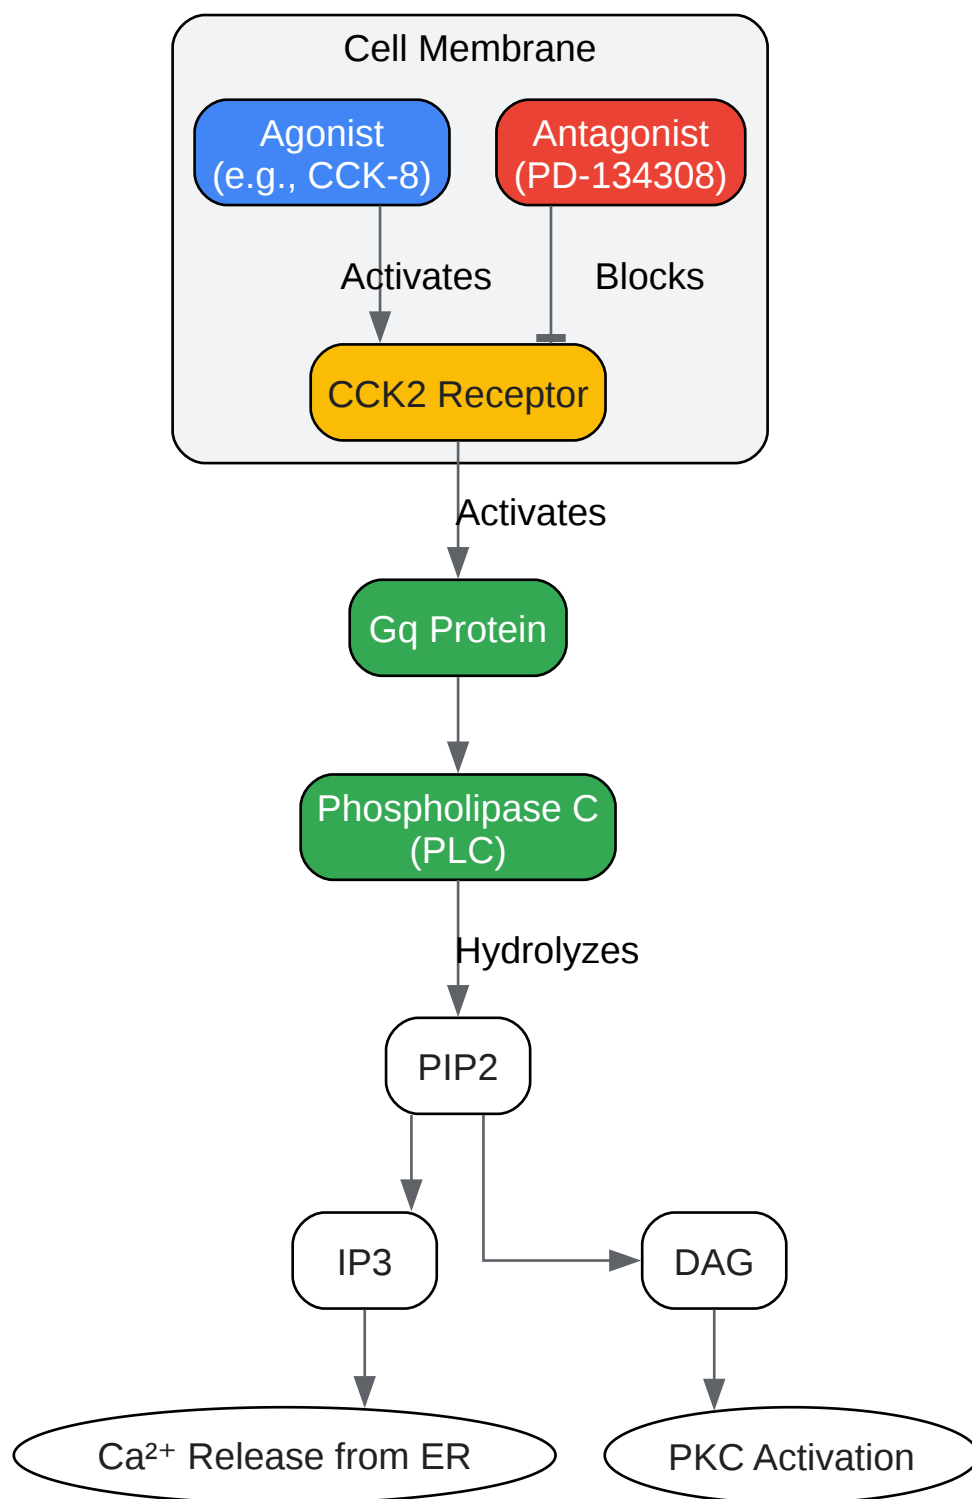 Cell Membrane
Agonist
(e.g., CCK-8)
Antagonist
(PD-134308)
Activates
Blocks
CCK2 Receptor
Activates
Gq Protein
Phospholipase C
(PLC)
Hydrolyzes
PIP2
IP3
DAG
Ca²⁺ Release from ER
PKC Activation